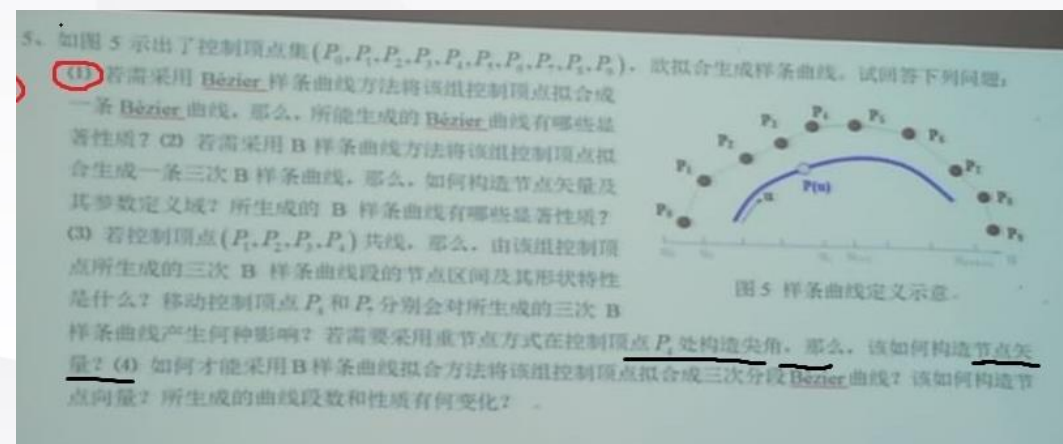 5、如图 5 示出了控制顶点集(P₀,P₁,P₂,P₃,P₄,P₅,P₆,P₇,P₈,P₉)，欲拟合生成样条曲线。试回答下列问题：
(1) 若需采用 Bézier 样条曲线方法将该组控制顶点拟合成
一条 Bézier 曲线，那么，所能生成的 Bézier 曲线有哪些显
著性质？(2) 若需采用 B 样条曲线方法将该组控制顶点拟
合生成一条三次 B 样条曲线，那么，如何构造节点矢量及
其参数定义域？所生成的 B 样条曲线有哪些显著性质？
(3) 若控制顶点(P₁,P₂,P₃,P₄)共线，那么，由该组控制顶
点所生成的三次 B 样条曲线段的节点区间及其形状特性
是什么？移动控制顶点 和 P₇ 分别会对所生成的三次 B
样条曲线产生何种影响？若需要采用重节点方式在控制顶点 处构造尖角，那么，该如何构造节点矢
量？(4) 如何才能采用B样条曲线拟合方法将该组控制顶点拟合成三次分段Bézier曲线？该如何构造节
点向量？所生成的曲线段数和性质有何变化？
P₀
P₁
P₂
P₃
P₄
P₅
P₆
P₇
P₈
P₉
P(u)
u
图 5 样条曲线定义示意